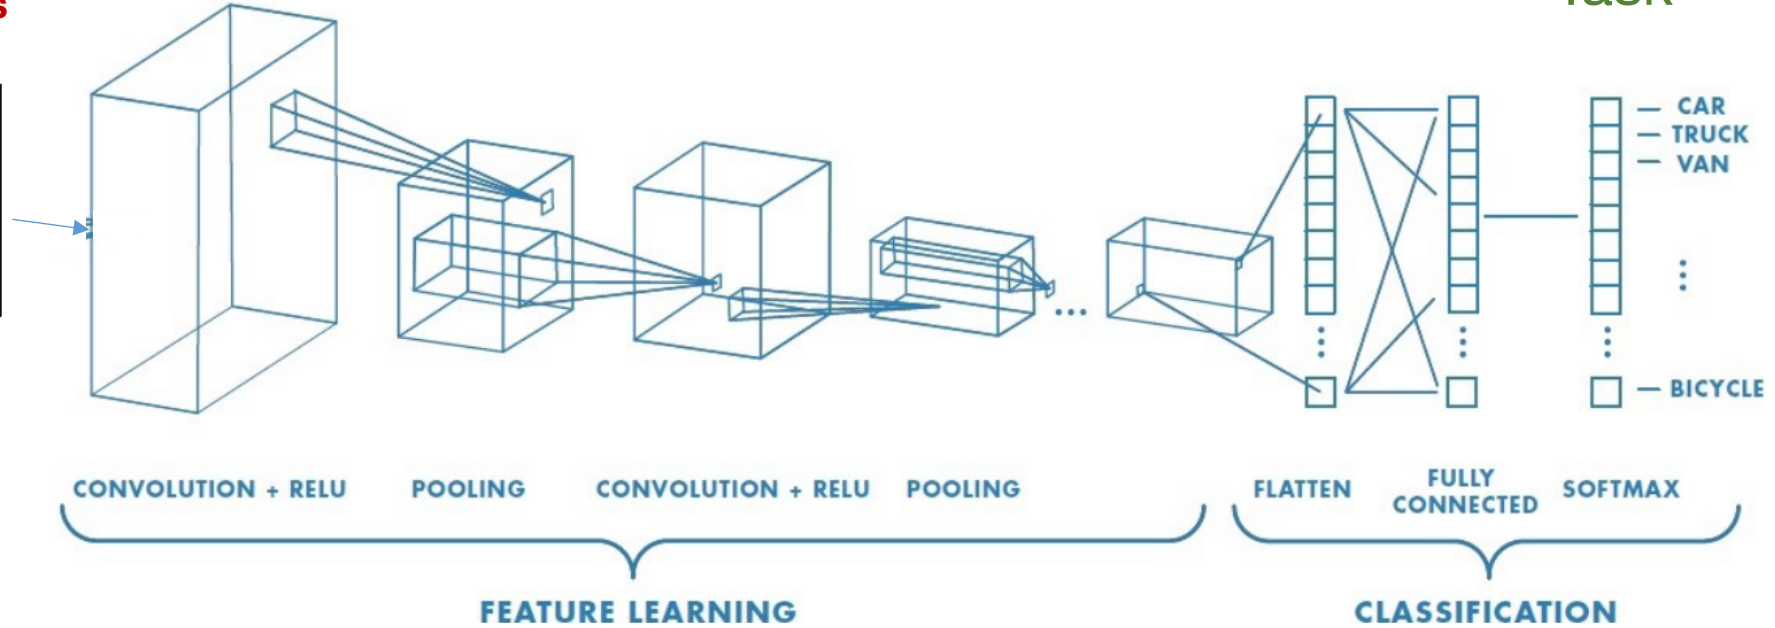 CAR
TRUCK
VAN
BICYCLE
CONVOLUTION + RELU
POOLING
CONVOLUTION + RELU
POOLING
FLATTEN
FULLY
CONNECTED
SOFTMAX
FEATURE LEARNING
CLASSIFICATION